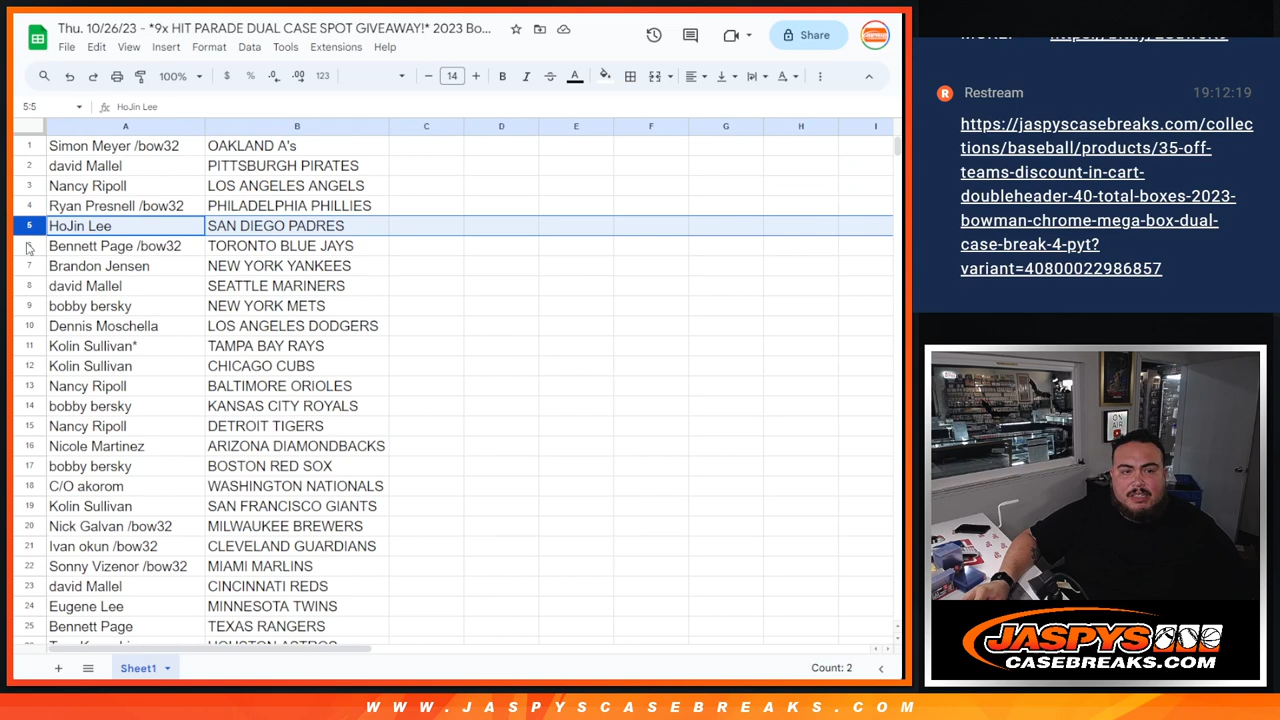 Thu. 10/26/23 - *9x HIT PARADE DUAL CASE SPOT GIVEAWAY!* 2023 Bo...
File Edit View Insert Format Data Tools Extensions Help
Share
100% $ % .0 .00 123 14 B I A
5:5 fx HoJin Lee
A B C D E F G H I
1 Simon Meyer /bow32 OAKLAND A's
2 david Mallel PITTSBURGH PIRATES
3 Nancy Ripoll LOS ANGELES ANGELS
4 Ryan Presnell /bow32 PHILADELPHIA PHILLIES
5 HoJin Lee SAN DIEGO PADRES
Bennett Page /bow32 TORONTO BLUE JAYS
7 Brandon Jensen NEW YORK YANKEES
8 david Mallel SEATTLE MARINERS
9 bobby bersky NEW YORK METS
10 Dennis Moschella LOS ANGELES DODGERS
11 Kolin Sullivan* TAMPA BAY RAYS
12 Kolin Sullivan CHICAGO CUBS
13 Nancy Ripoll BALTIMORE ORIOLES
14 bobby bersky KANSAS CITY ROYALS
15 Nancy Ripoll DETROIT TIGERS
16 Nicole Martinez ARIZONA DIAMONDBACKS
17 bobby bersky BOSTON RED SOX
18 C/O akorom WASHINGTON NATIONALS
19 Kolin Sullivan SAN FRANCISCO GIANTS
20 Nick Galvan /bow32 MILWAUKEE BREWERS
21 Ivan okun /bow32 CLEVELAND GUARDIANS
22 Sonny Vizenor /bow32 MIAMI MARLINS
23 david Mallel CINCINNATI REDS
24 Eugene Lee MINNESOTA TWINS
25 Bennett Page TEXAS RANGERS
Sheet1
Count: 2
R Restream 19:12:19
https://jaspyscasebreaks.com/collec
tions/baseball/products/35-off-
teams-discount-in-cart-
doubleheader-40-total-boxes-2023-
bowman-chrome-mega-box-dual-
case-break-4-pyt?
variant=40800022986857
ON
AIR
JASPYS
CASEBREAKS.COM
WWW.JASPYSCASEBREAKS.COM